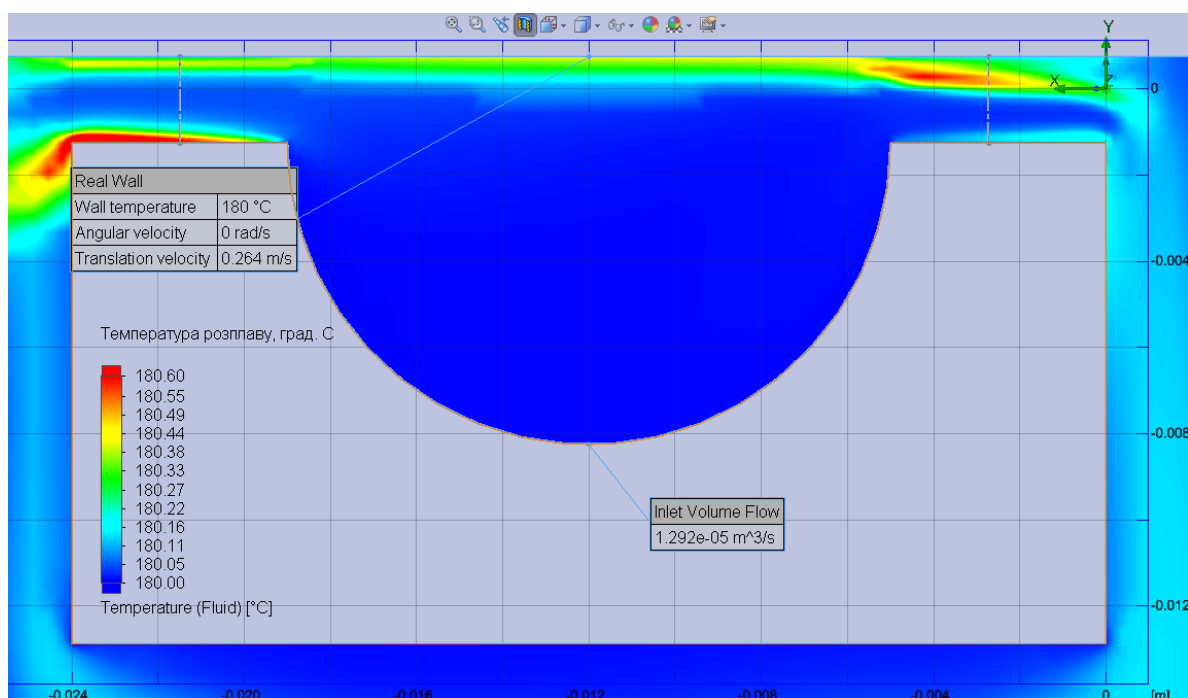 Y
X
Z
0
Real Wall
Wall temperature 180 °C
Angular velocity 0 rad/s
Translation velocity 0.264 m/s
-0.004
Температура розплаву, град. С
180.60
180.55
180.49
180.44
180.38
180.33
180.27
180.22
180.16
180.11
180.05
180.00
Temperature (Fluid) [°C]
-0.008
Inlet Volume Flow
1.292e-05 m^3/s
-0.012
-0.024 -0.020 -0.016 -0.012 -0.008 -0.004 0 [m]